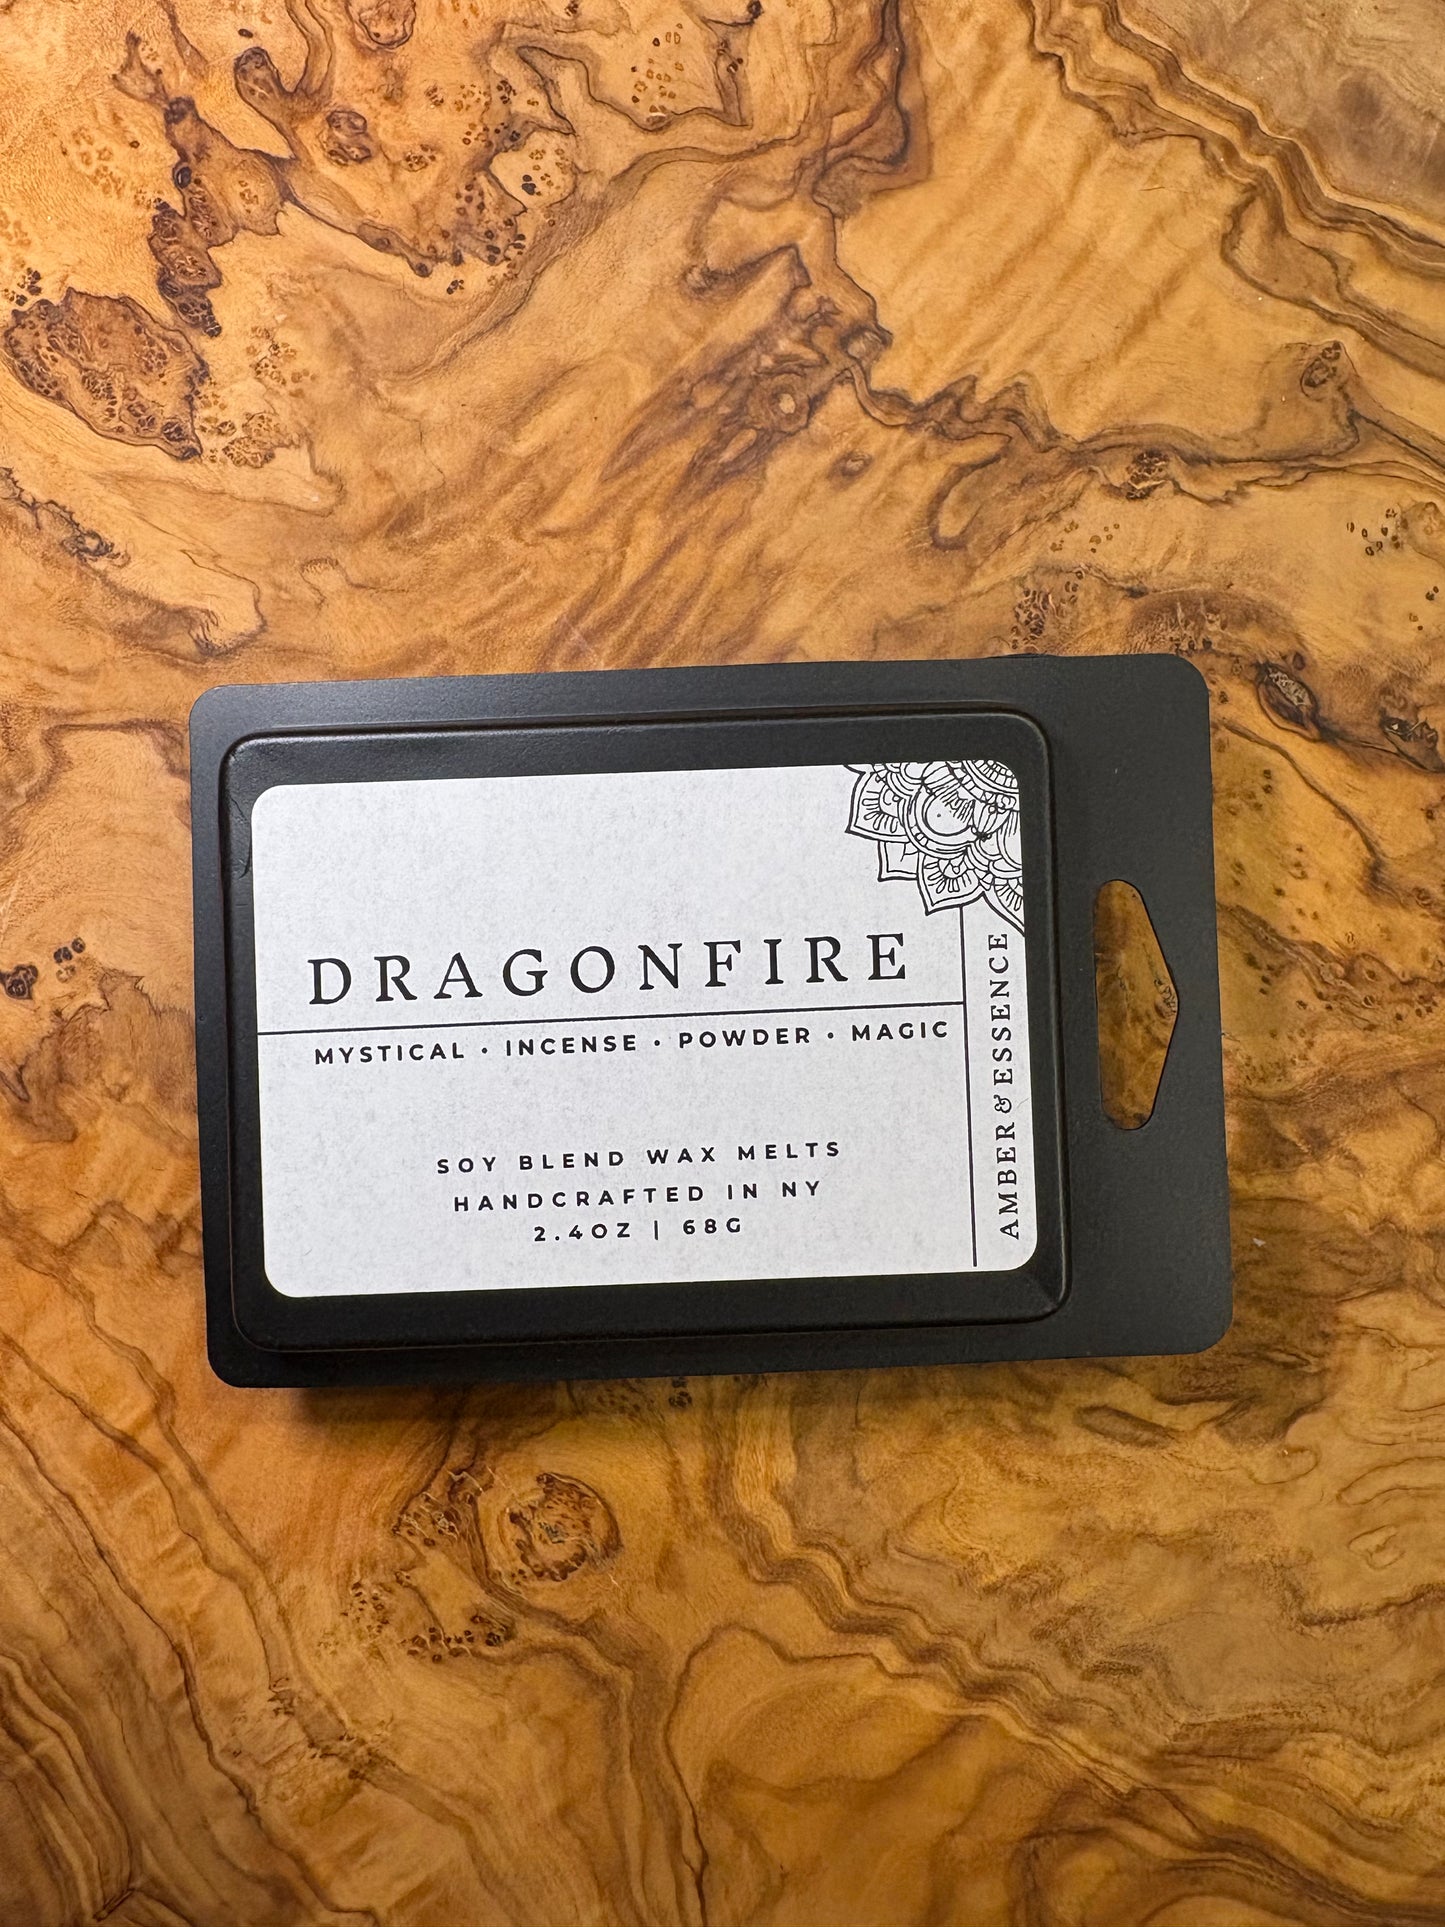 DRAGONFIRE
MYSTICAL • INCENSE • POWDER • MAGIC
SOY BLEND WAX MELTS
HANDCRAFTED IN NY
2.4OZ | 68G
AMBER & ESSENCE